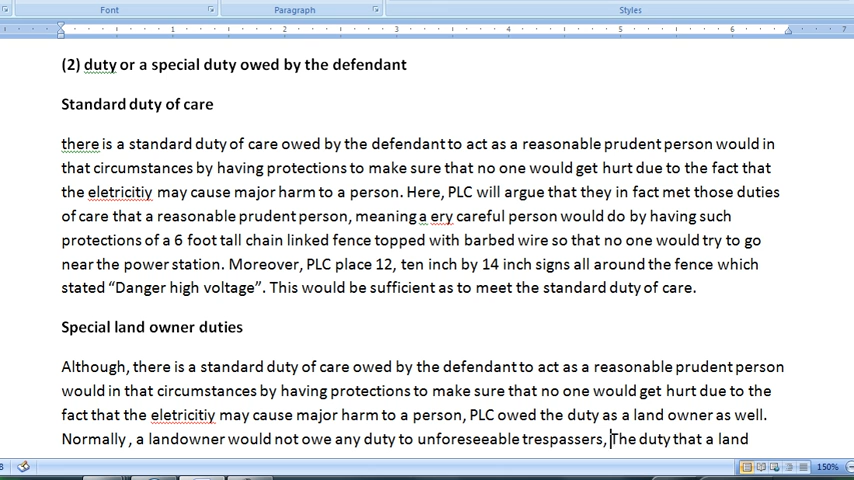 Font
Paragraph
Styles
1
2
3
4
5
6
7
(2) duty or a special duty owed by the defendant
Standard duty of care
there is a standard duty of care owed by the defendant to act as a reasonable prudent person would in
that circumstances by having protections to make sure that no one would get hurt due to the fact that
the eletricitiy may cause major harm to a person. Here, PLC will argue that they in fact met those duties
of care that a reasonable prudent person, meaning a ery careful person would do by having such
protections of a 6 foot tall chain linked fence topped with barbed wire so that no one would try to go
near the power station. Moreover, PLC place 12, ten inch by 14 inch signs all around the fence which
stated “Danger high voltage”. This would be sufficient as to meet the standard duty of care.
Special land owner duties
Although, there is a standard duty of care owed by the defendant to act as a reasonable prudent person
would in that circumstances by having protections to make sure that no one would get hurt due to the
fact that the eletricitiy may cause major harm to a person, PLC owed the duty as a land owner as well.
Normally , a landowner would not owe any duty to unforeseeable trespassers, The duty that a land
150%